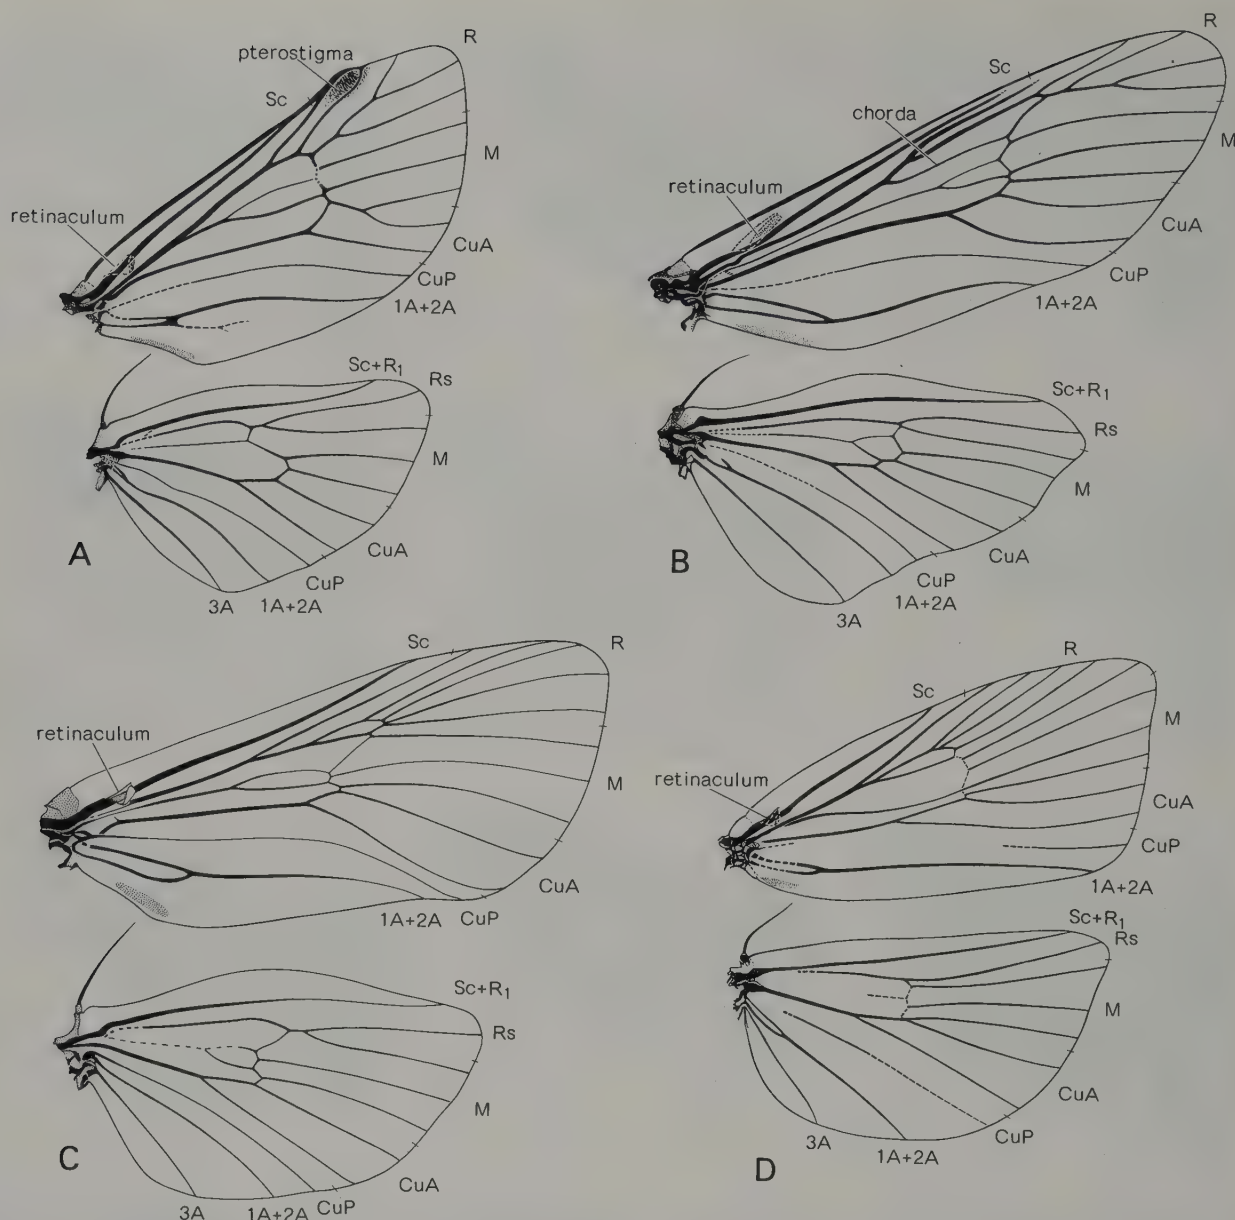 R
pterostigma
Sc
M
retinaculum
CuA
CuP
1A+2A
Sc+R1
Rs
M
CuA
CuP
1A+2A
3A
A
R
Sc
chorda
M
retinaculum
CuA
CuP
1A+2A
Sc+R1
Rs
M
CuA
CuP
1A+2A
3A
B
Sc
R
retinaculum
M
CuA
1A+2A CuP
Sc+R1
Rs
M
CuA
3A 1A+2A CuP
C
R
Sc
M
retinaculum
CuA
CuP
1A+2A
Sc+R1
Rs
M
CuA
CuP
3A 1A+2A
D